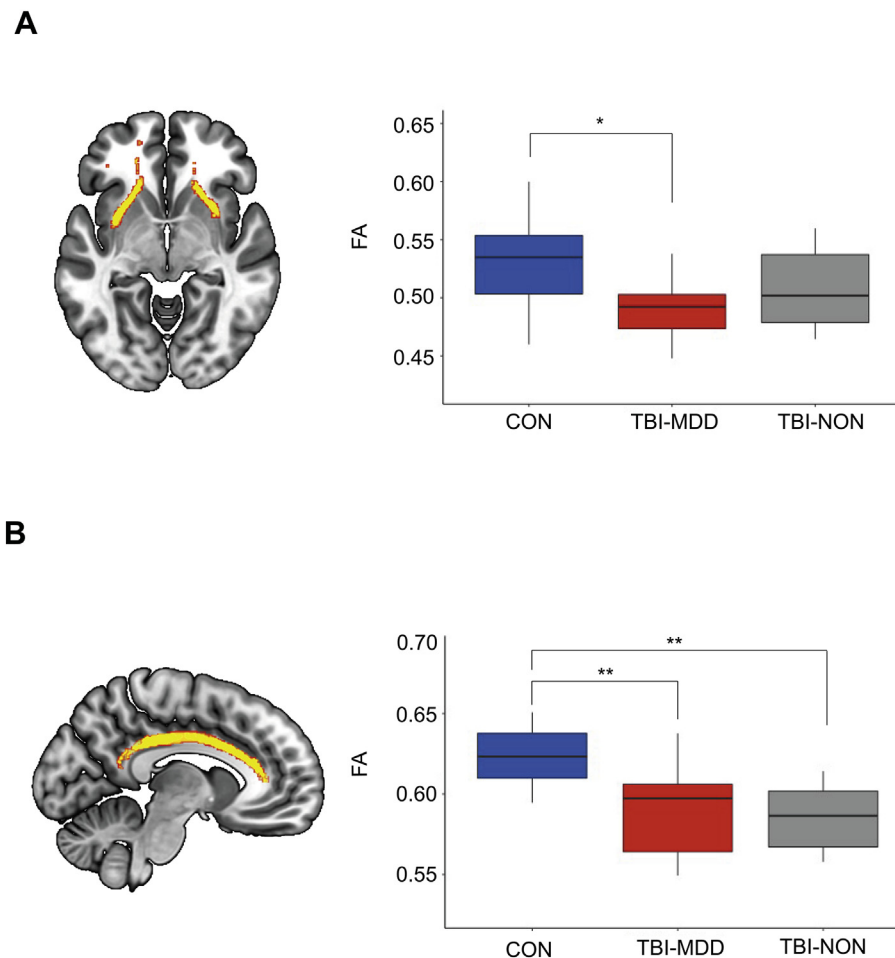 A
0.65
*
0.60
0.55
FA
0.50
0.45
CON TBI-MDD TBI-NON
B
0.70
**
**
0.65
FA
0.60
0.55
CON TBI-MDD TBI-NON